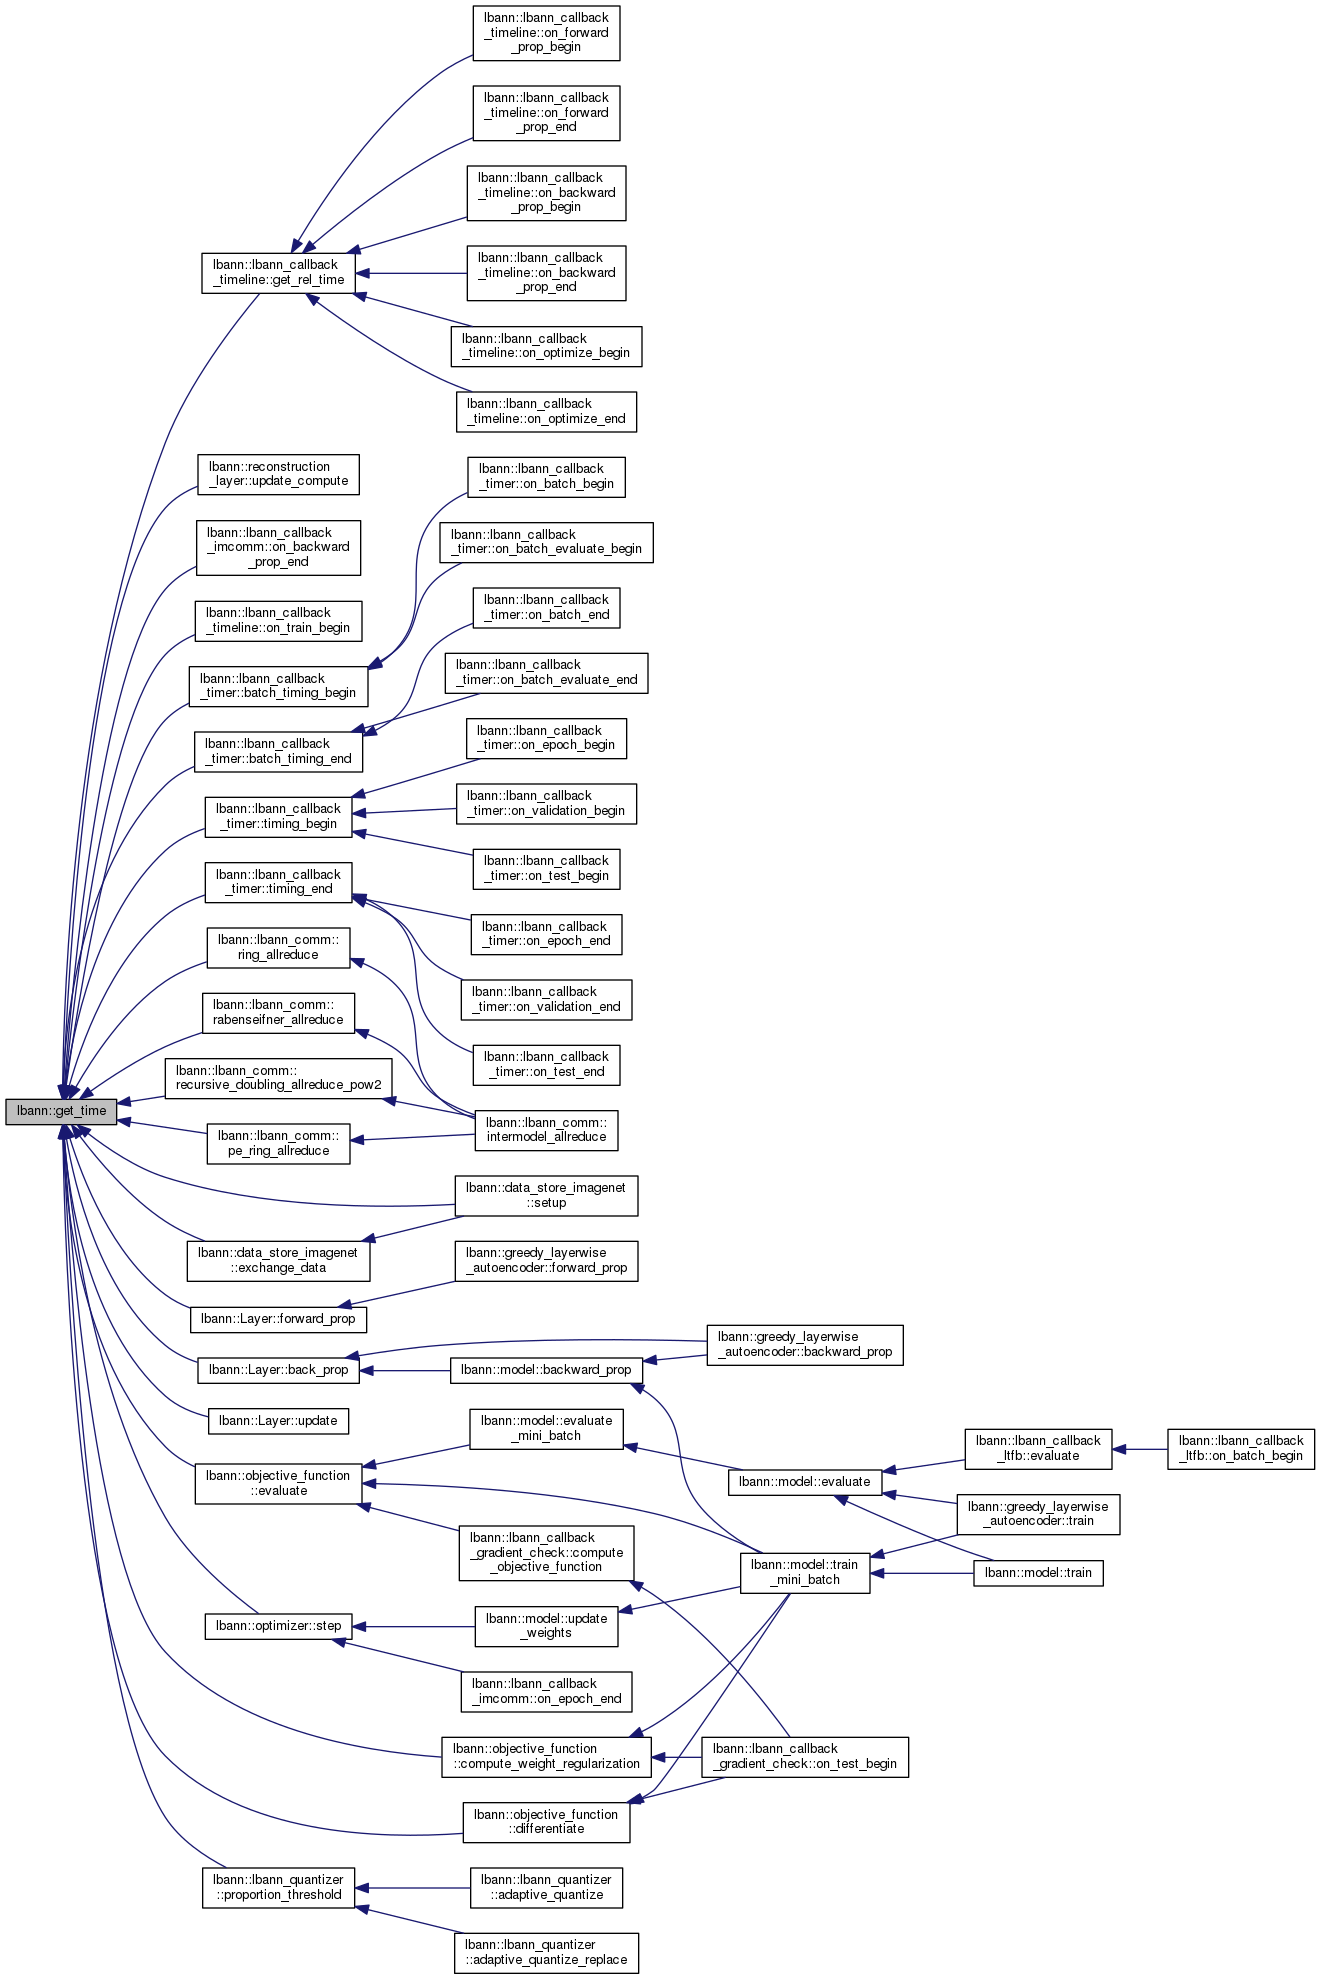 lbann::lbann_callback
_timeline::on_forward
_prop_begin
lbann::lbann_callback
_timeline::on_forward
_prop_end
lbann::lbann_callback
_timeline::on_backward
_prop_begin
lbann::lbann_callback
_timeline::get_rel_time
lbann::lbann_callback
_timeline::on_backward
_prop_end
lbann::lbann_callback
_timeline::on_optimize_begin
lbann::lbann_callback
_timeline::on_optimize_end
lbann::reconstruction
_layer::update_compute
lbann::lbann_callback
_timer::on_batch_begin
lbann::lbann_callback
_imcomm::on_backward
_prop_end
lbann::lbann_callback
_timer::on_batch_evaluate_begin
lbann::lbann_callback
_timeline::on_train_begin
lbann::lbann_callback
_timer::on_batch_end
lbann::lbann_callback
_timer::batch_timing_begin
lbann::lbann_callback
_timer::on_batch_evaluate_end
lbann::lbann_callback
_timer::batch_timing_end
lbann::lbann_callback
_timer::on_epoch_begin
lbann::lbann_callback
_timer::timing_begin
lbann::lbann_callback
_timer::on_validation_begin
lbann::lbann_callback
_timer::on_test_begin
lbann::lbann_callback
_timer::timing_end
lbann::lbann_callback
_timer::on_epoch_end
lbann::lbann_comm::
ring_allreduce
lbann::lbann_callback
_timer::on_validation_end
lbann::lbann_comm::
rabenseifner_allreduce
lbann::lbann_callback
_timer::on_test_end
lbann::lbann_comm::
recursive_doubling_allreduce_pow2
lbann::get_time
lbann::lbann_comm::
intermodel_allreduce
lbann::lbann_comm::
pe_ring_allreduce
lbann::data_store_imagenet
::setup
lbann::data_store_imagenet
::exchange_data
lbann::greedy_layerwise
_autoencoder::forward_prop
lbann::Layer::forward_prop
lbann::greedy_layerwise
_autoencoder::backward_prop
lbann::Layer::back_prop
lbann::model::backward_prop
lbann::Layer::update
lbann::model::evaluate
_mini_batch
lbann::lbann_callback
_ltfb::evaluate
lbann::lbann_callback
_ltfb::on_batch_begin
lbann::objective_function
::evaluate
lbann::model::evaluate
lbann::greedy_layerwise
_autoencoder::train
lbann::lbann_callback
_gradient_check::compute
_objective_function
lbann::model::train
_mini_batch
lbann::model::train
lbann::optimizer::step
lbann::model::update
_weights
lbann::lbann_callback
_imcomm::on_epoch_end
lbann::objective_function
::compute_weight_regularization
lbann::lbann_callback
_gradient_check::on_test_begin
lbann::objective_function
::differentiate
lbann::lbann_quantizer
::proportion_threshold
lbann::lbann_quantizer
::adaptive_quantize
lbann::lbann_quantizer
::adaptive_quantize_replace